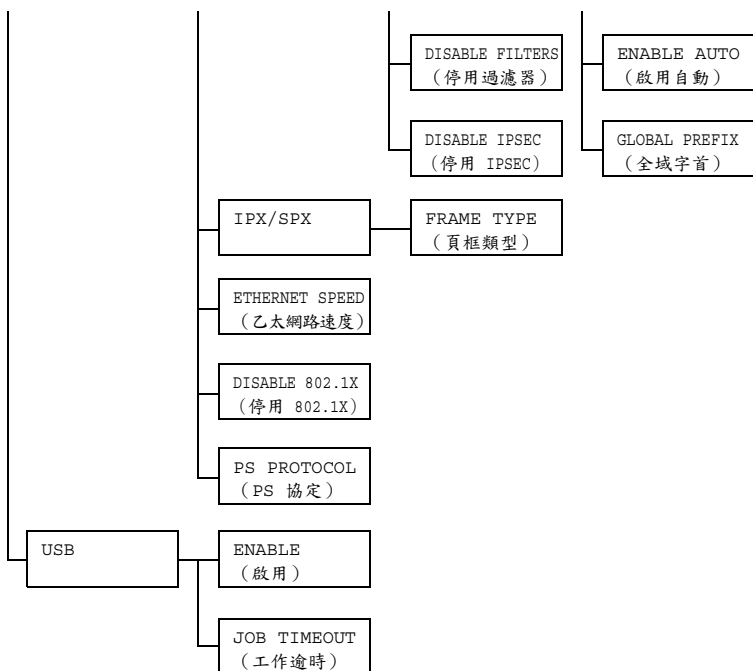 DISABLE FILTERS
（停用過濾器）
ENABLE AUTO
（啟用自動）
DISABLE IPSEC
（停用 IPSEC）
GLOBAL PREFIX
（全域字首）
IPX/SPX
FRAME TYPE
（頁框類型）
ETHERNET SPEED
（乙太網路速度）
DISABLE 802.1X
（停用 802.1X）
PS PROTOCOL
（PS 協定）
USB
ENABLE
（啟用）
JOB TIMEOUT
（工作逾時）